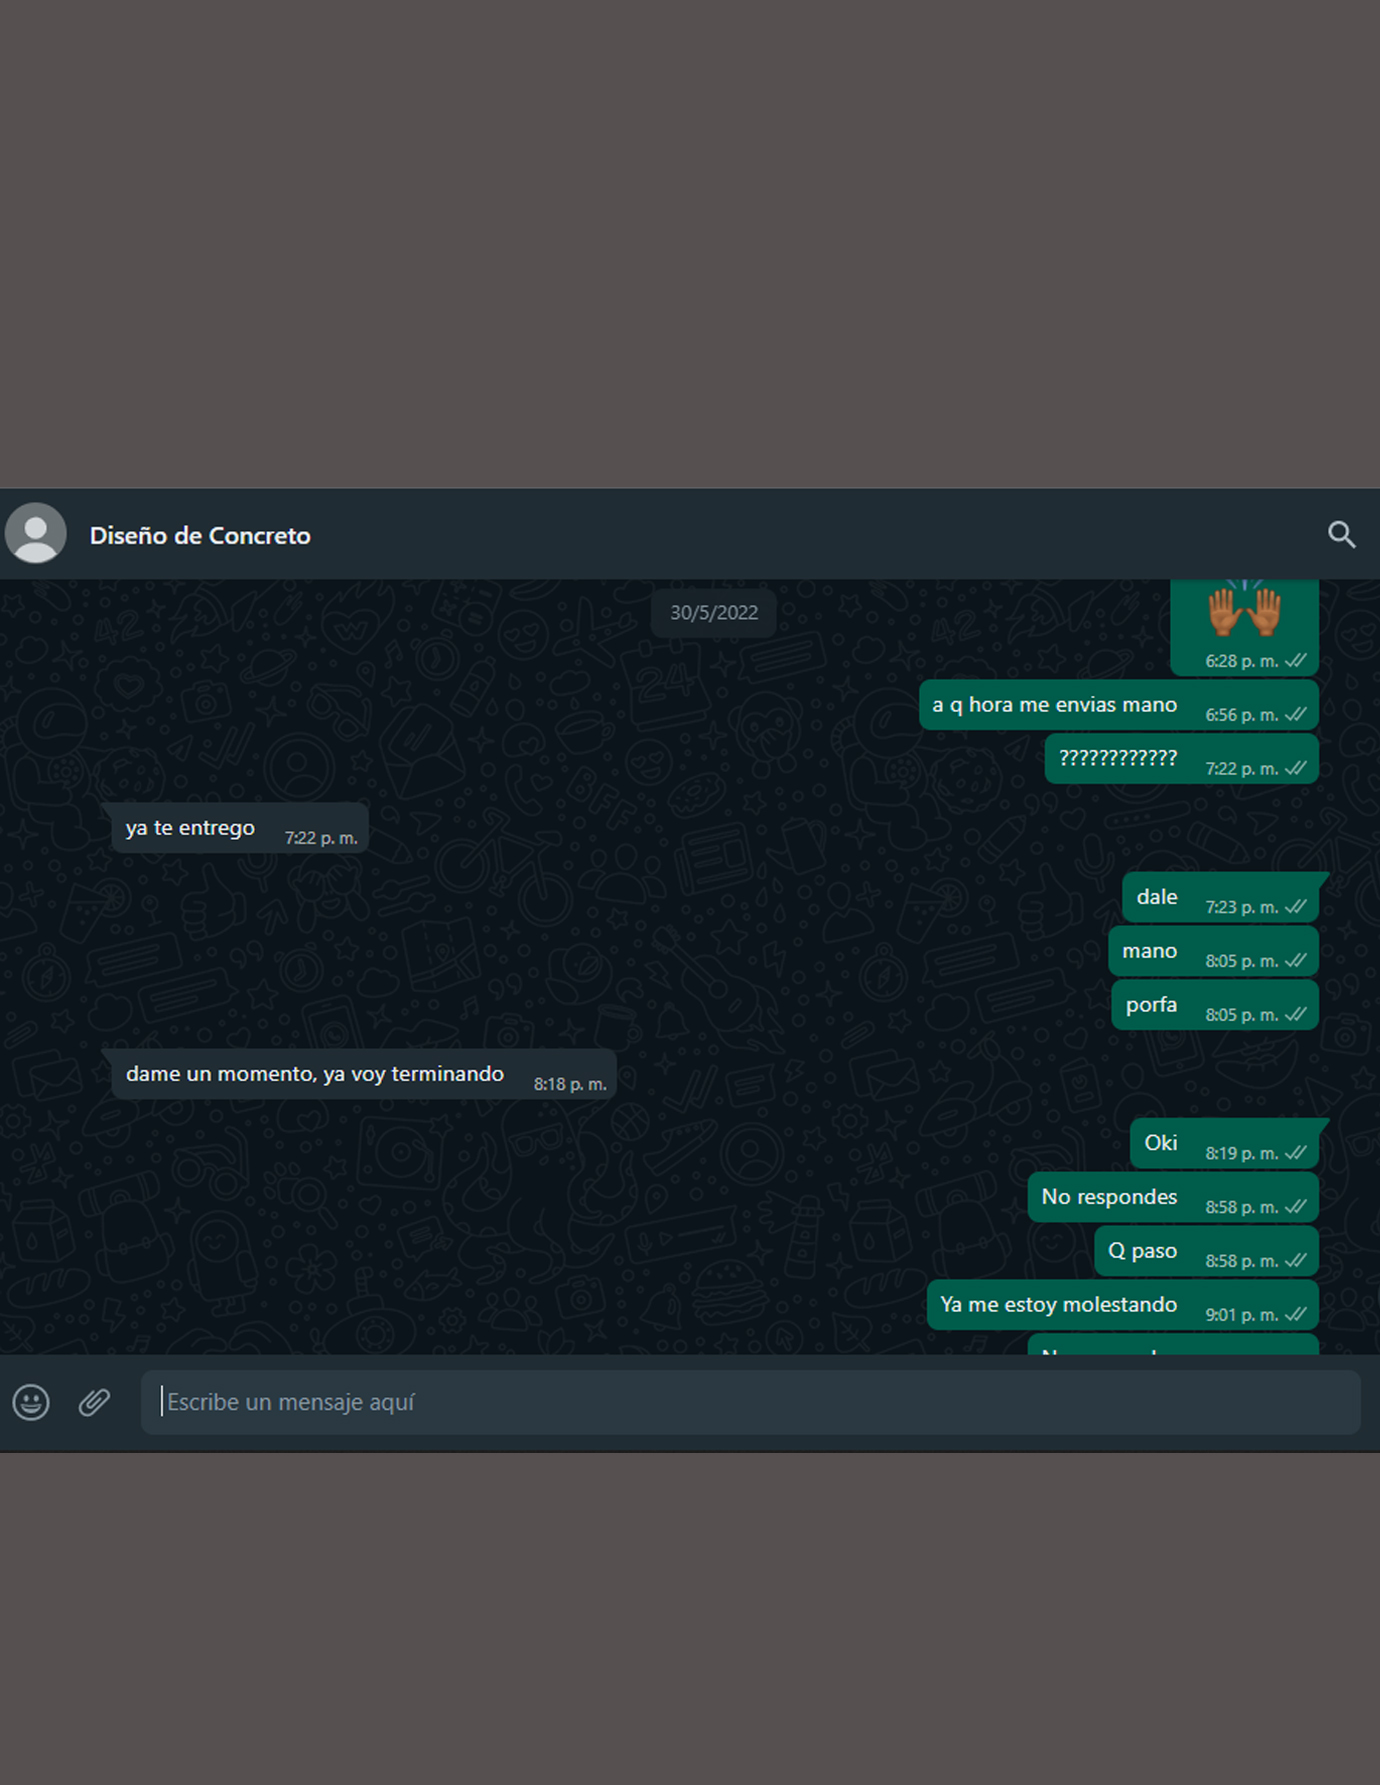 Diseño de Concreto
30/5/2022
6:28 p. m.
a q hora me envias mano 6:56 p. m.
???????????? 7:22 p. m.
ya te entrego 7:22 p. m.
dale 7:23 p. m.
mano 8:05 p. m.
porfa 8:05 p. m.
dame un momento, ya voy terminando 8:18 p. m.
Oki 8:19 p. m.
No respondes 8:58 p. m.
Q paso 8:58 p. m.
Ya me estoy molestando 9:01 p. m.
Escribe un mensaje aquí